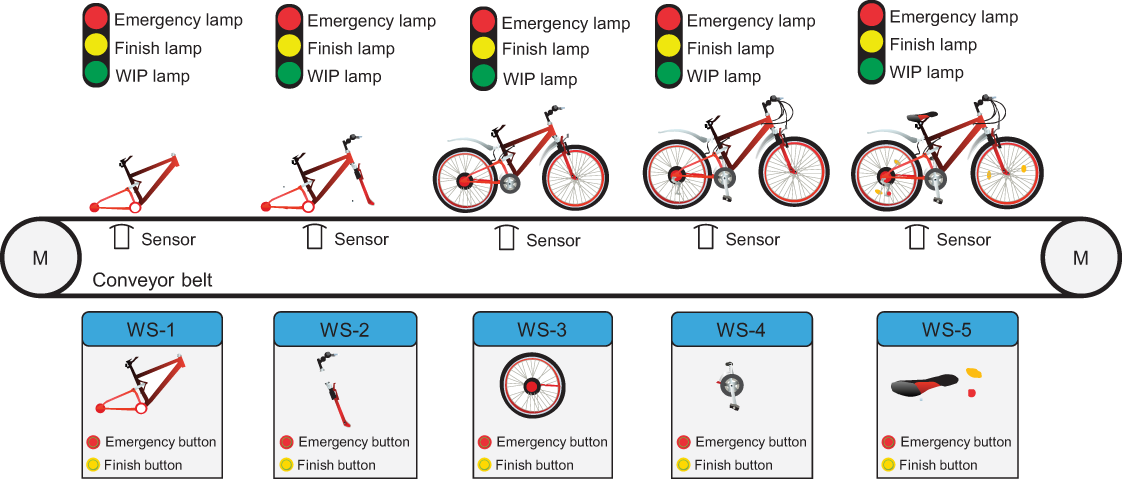 Emergency lamp
Finish lamp
WIP lamp
Emergency lamp
Finish lamp
WIP lamp
Emergency lamp
Finish lamp
WIP lamp
Emergency lamp
Finish lamp
WIP lamp
Emergency lamp
Finish lamp
WIP lamp
M
Sensor
Sensor
Sensor
Sensor
Sensor
M
Conveyor belt
WS-1
Emergency button
Finish button
WS-2
Emergency button
Finish button
WS-3
Emergency button
Finish button
WS-4
Emergency button
Finish button
WS-5
Emergency button
Finish button